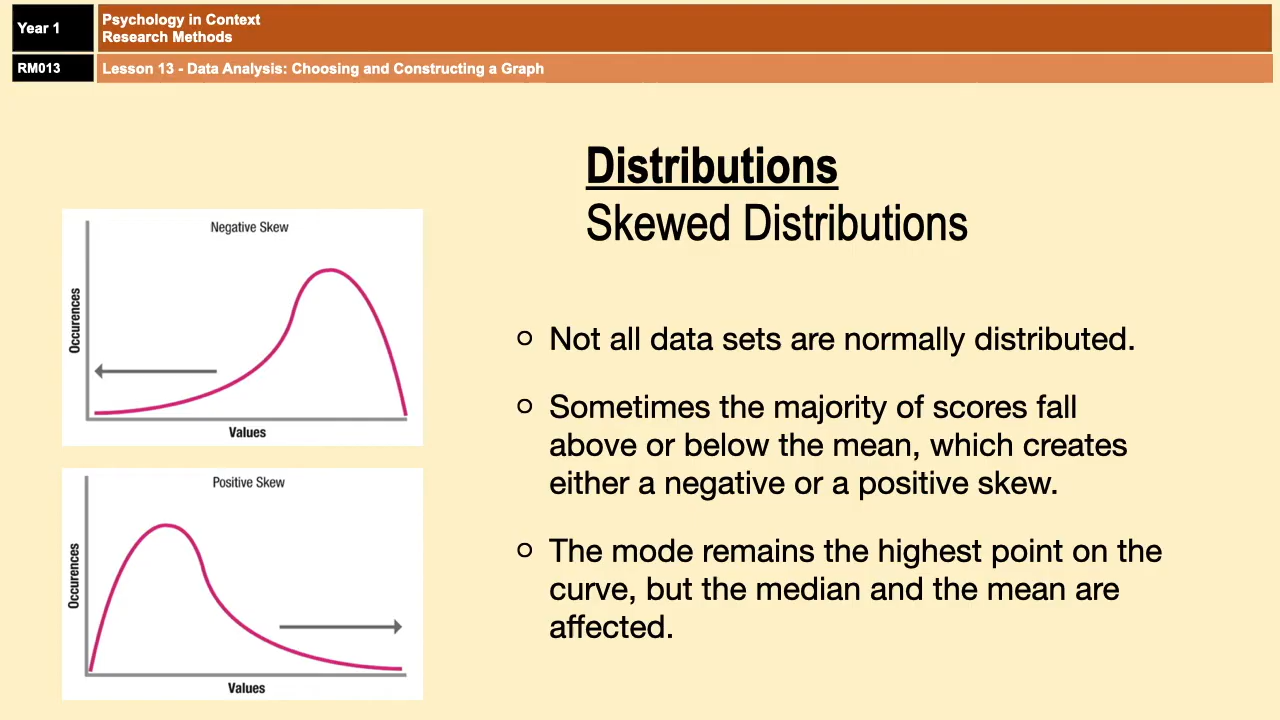 Year 1
Psychology in Context
Research Methods
RM013
Lesson 13 - Data Analysis: Choosing and Constructing a Graph
Distributions
Skewed Distributions
Negative Skew
Occurences
Values
Positive Skew
Occurences
Values
o Not all data sets are normally distributed.
o Sometimes the majority of scores fall
above or below the mean, which creates
either a negative or a positive skew.
o The mode remains the highest point on the
curve, but the median and the mean are
affected.